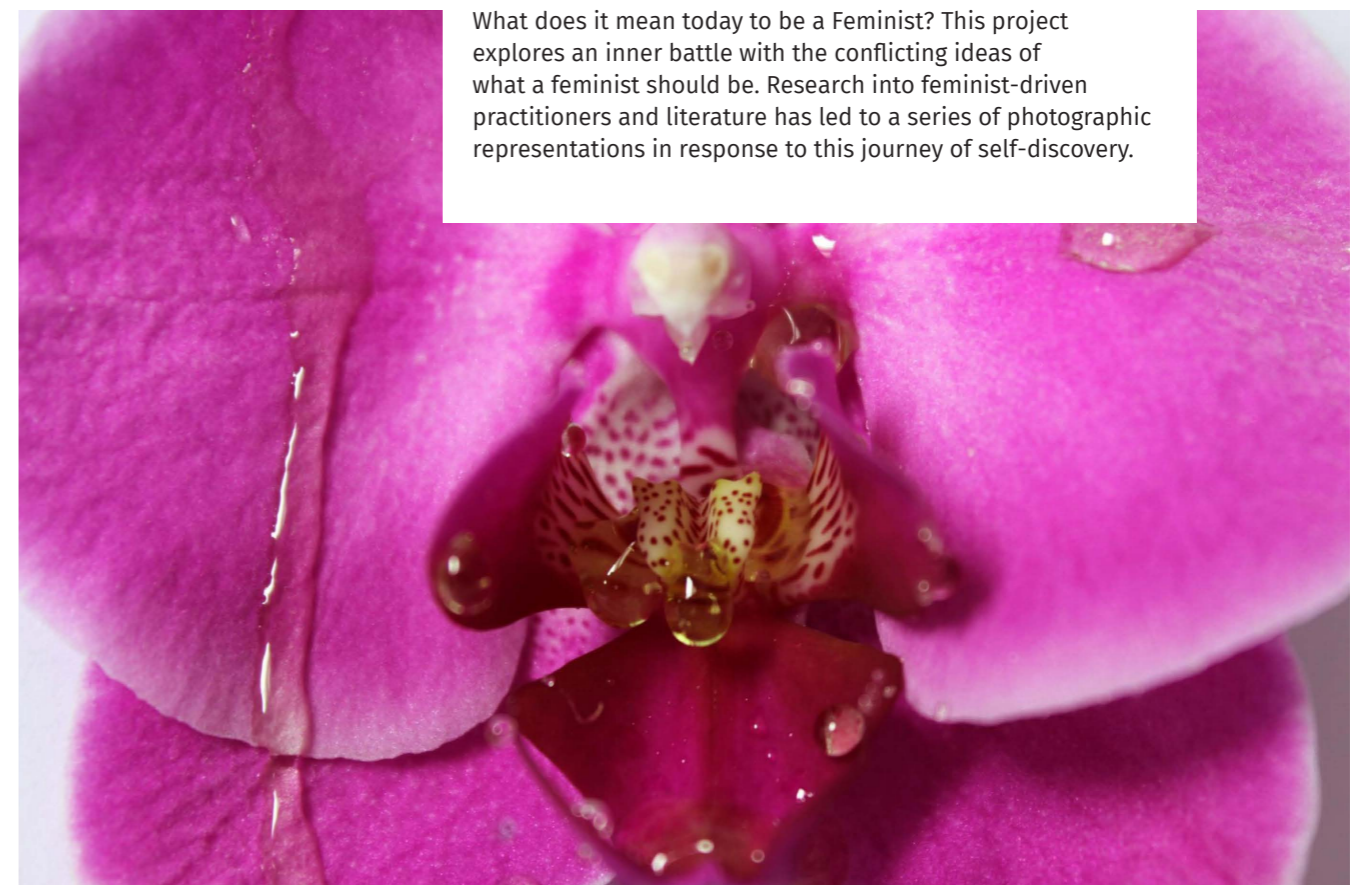 What does it mean today to be a Feminist? This project
explores an inner battle with the conflicting ideas of
what a feminist should be. Research into feminist-driven
practitioners and literature has led to a series of photographic
representations in response to this journey of self-discovery.